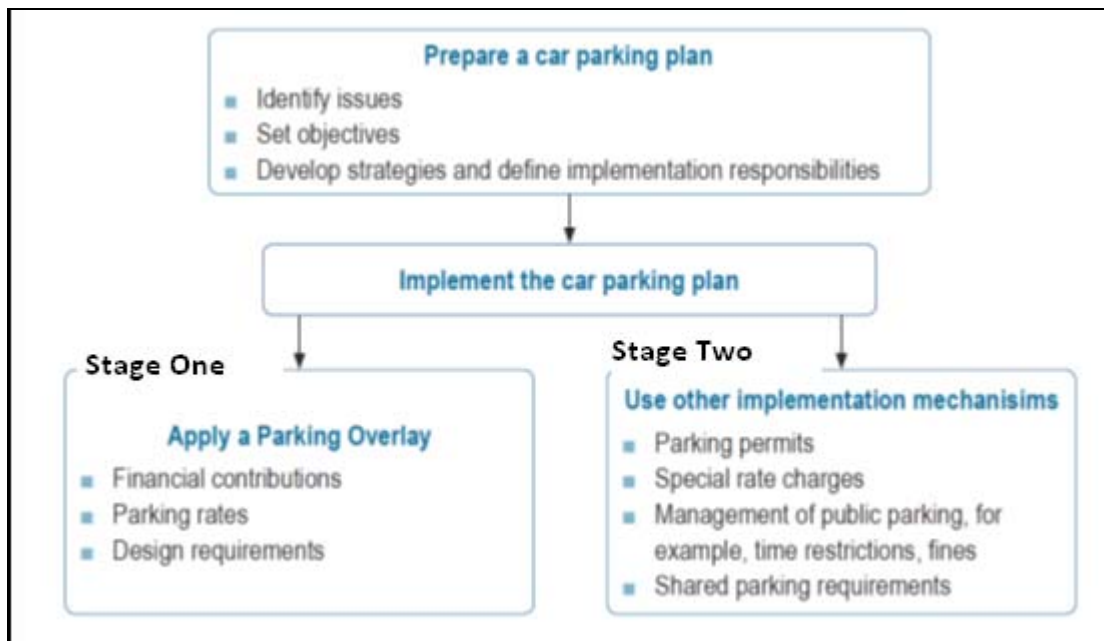 Prepare a car parking plan
Identify issues
Set objectives
Develop strategies and define implementation responsibilities
Implement the car parking plan
Stage One
Apply a Parking Overlay
Financial contributions
Parking rates
Design requirements
Stage Two
Use other implementation mechanisims
Parking permits
Special rate charges
Management of public parking, for
example, time restrictions, fines
Shared parking requirements